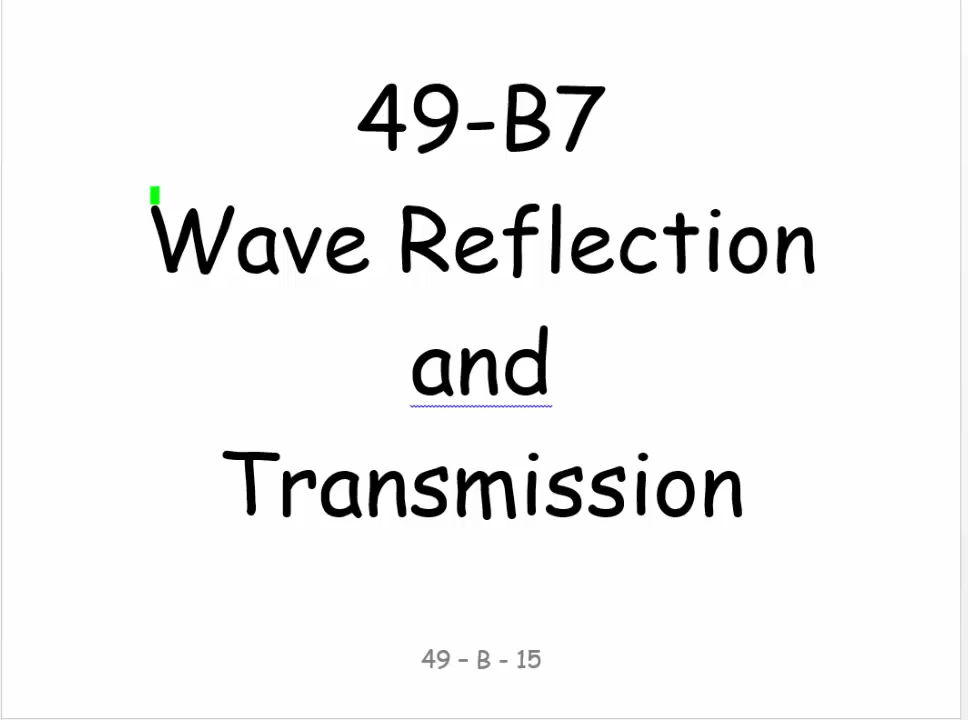 49-B7
Wave Reflection
and
Transmission
49 – B - 15